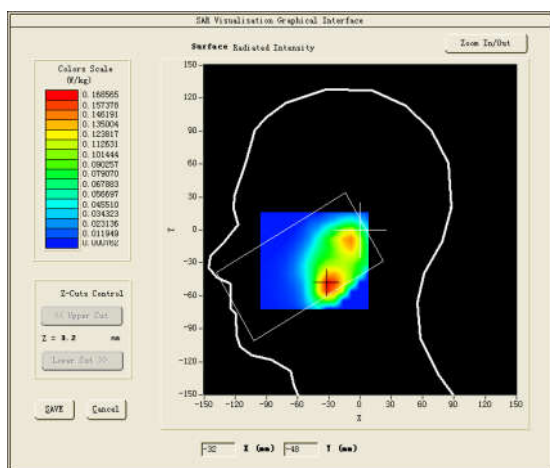 SAR Visualisation Graphical Interface
Surface Radiated Intensity
Zoom In/Out
Colors Scale
(W/kg)
0.168565
0.157378
0.146191
0.135004
0.123817
0.112631
0.101444
0.090257
0.079070
0.067883
0.056697
0.045510
0.034323
0.023136
0.011949
0.000762
150
120
90
60
30
0
-30
-60
-90
-120
-150
Y
-150 -120 -90 -60 -30 0 30 60 90 120 150
X
Z-Cuts Control
<< Upper Cut
Z = 3.2 mm
Lower Cut >>
SAVE
Cancel
-32 X (mm) -48 Y (mm)